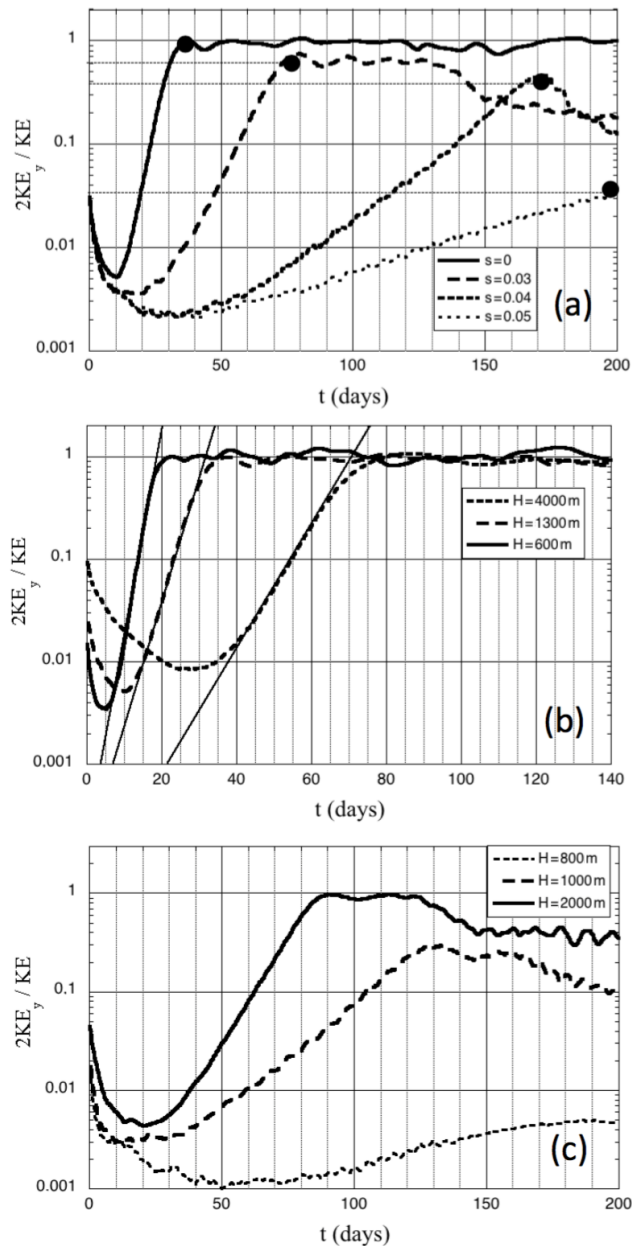 1
0.1
0.01
0.001
2KE_y / KE
s=0
s=0.03
s=0.04
s=0.05
(a)
0 50 100 150 200
t (days)
1
0.1
0.01
0.001
2KE_y / KE
H=4000m
H=1300m
H=600m
(b)
0 20 40 60 80 100 120 140
t (days)
1
0.1
0.01
0.001
2KE_y / KE
H=800m
H=1000m
H=2000m
(c)
0 50 100 150 200
t (days)